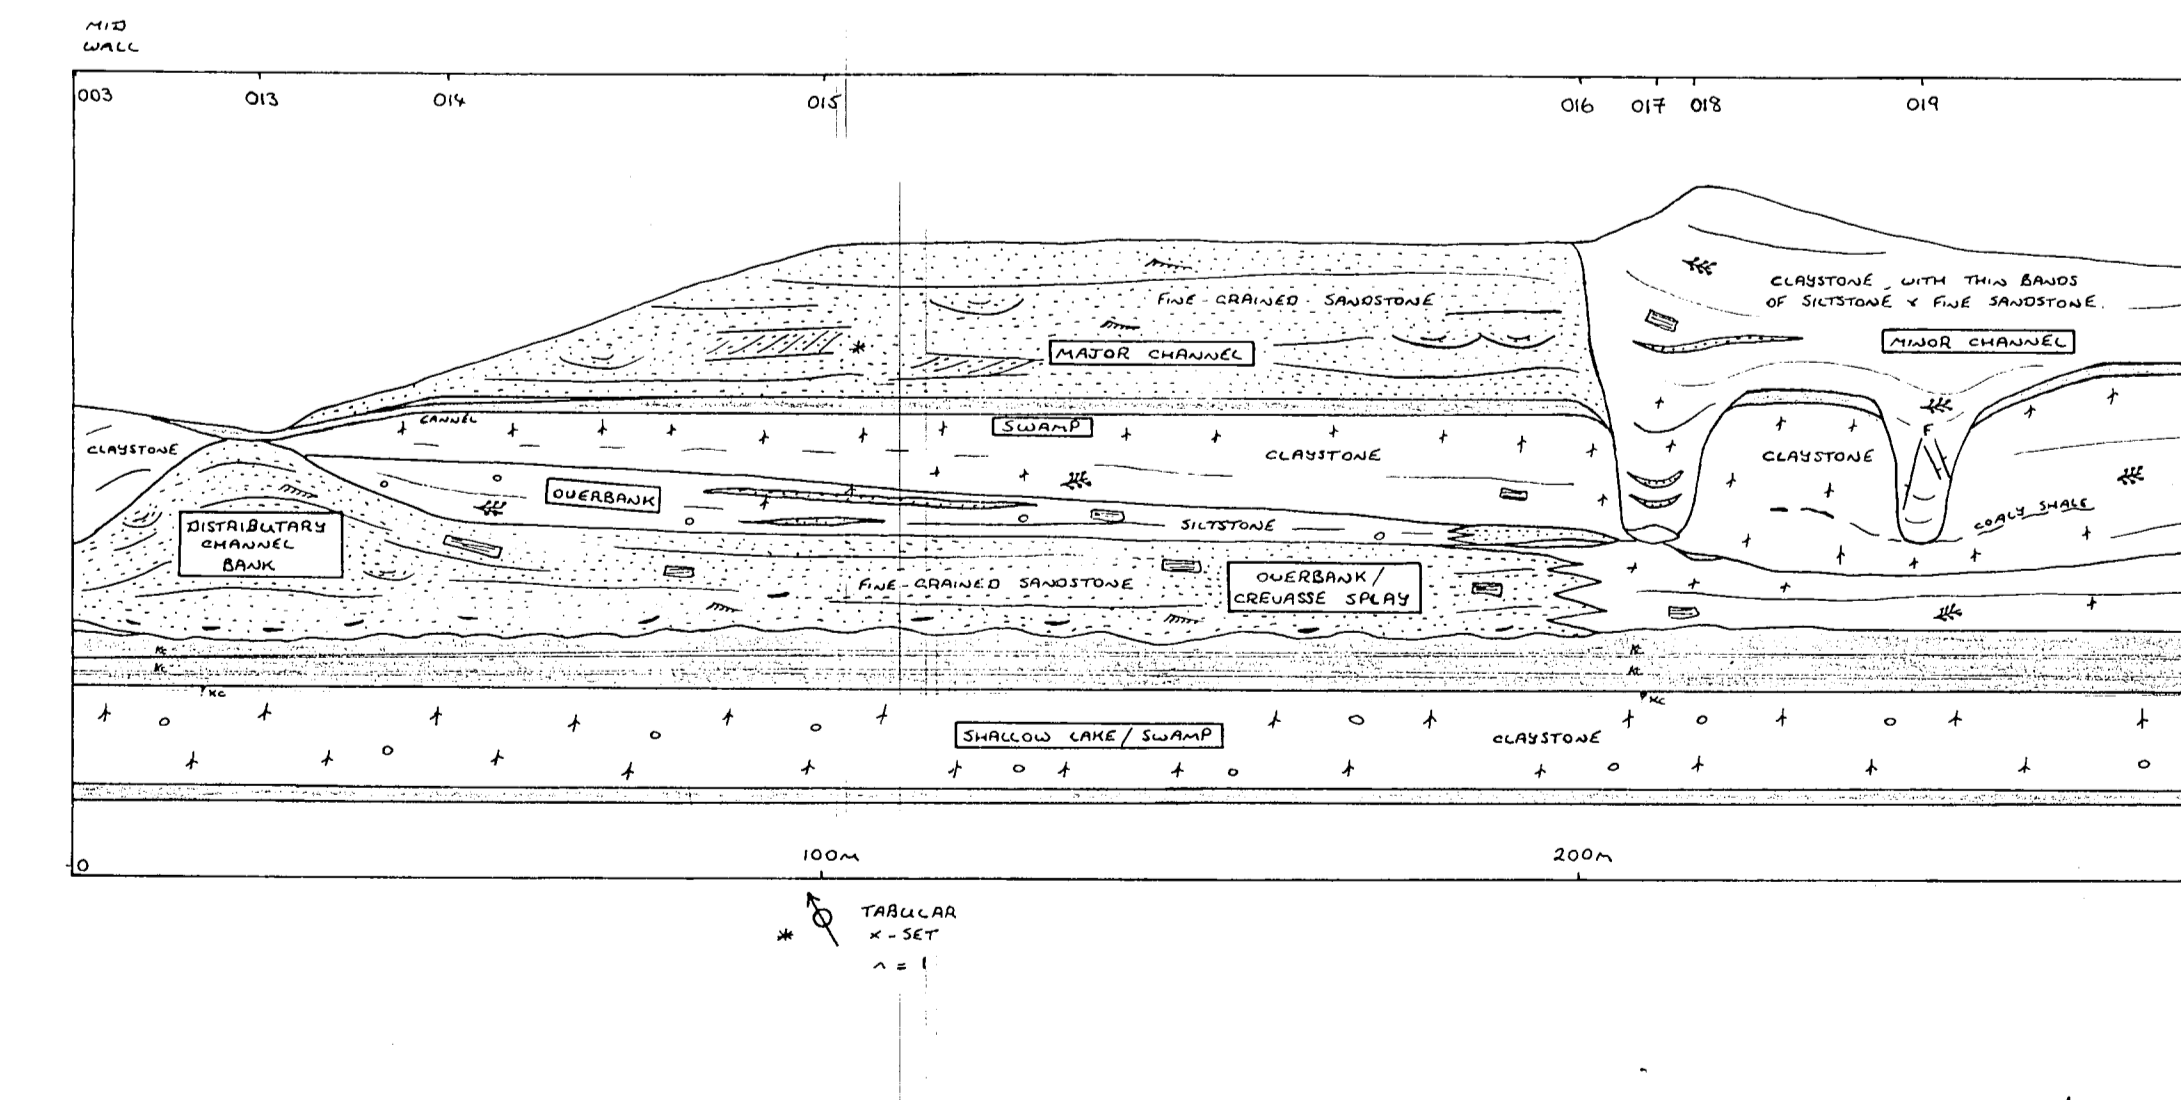 MID
WALL
003 013 014 015 016 017 018 019
FINE-GRAINED SANDSTONE
CLAYSTONE, WITH THIN BANDS
OF SILTSTONE & FINE SANDSTONE.
MAJOR CHANNEL
MINOR CHANNEL
CANNEL
SWAMP
F
CLAYSTONE
CLAYSTONE
CLAYSTONE
OVERBANK
SILTSTONE
COALY SHALE
DISTRIBUTARY
CHANNEL
BANK
FINE-GRAINED SANDSTONE
OVERBANK/
CREVASSE SPLAY
KC
SHALLOW LAKE/SWAMP
CLAYSTONE
0
100M
200M
* TABULAR
X-SET
n = 1